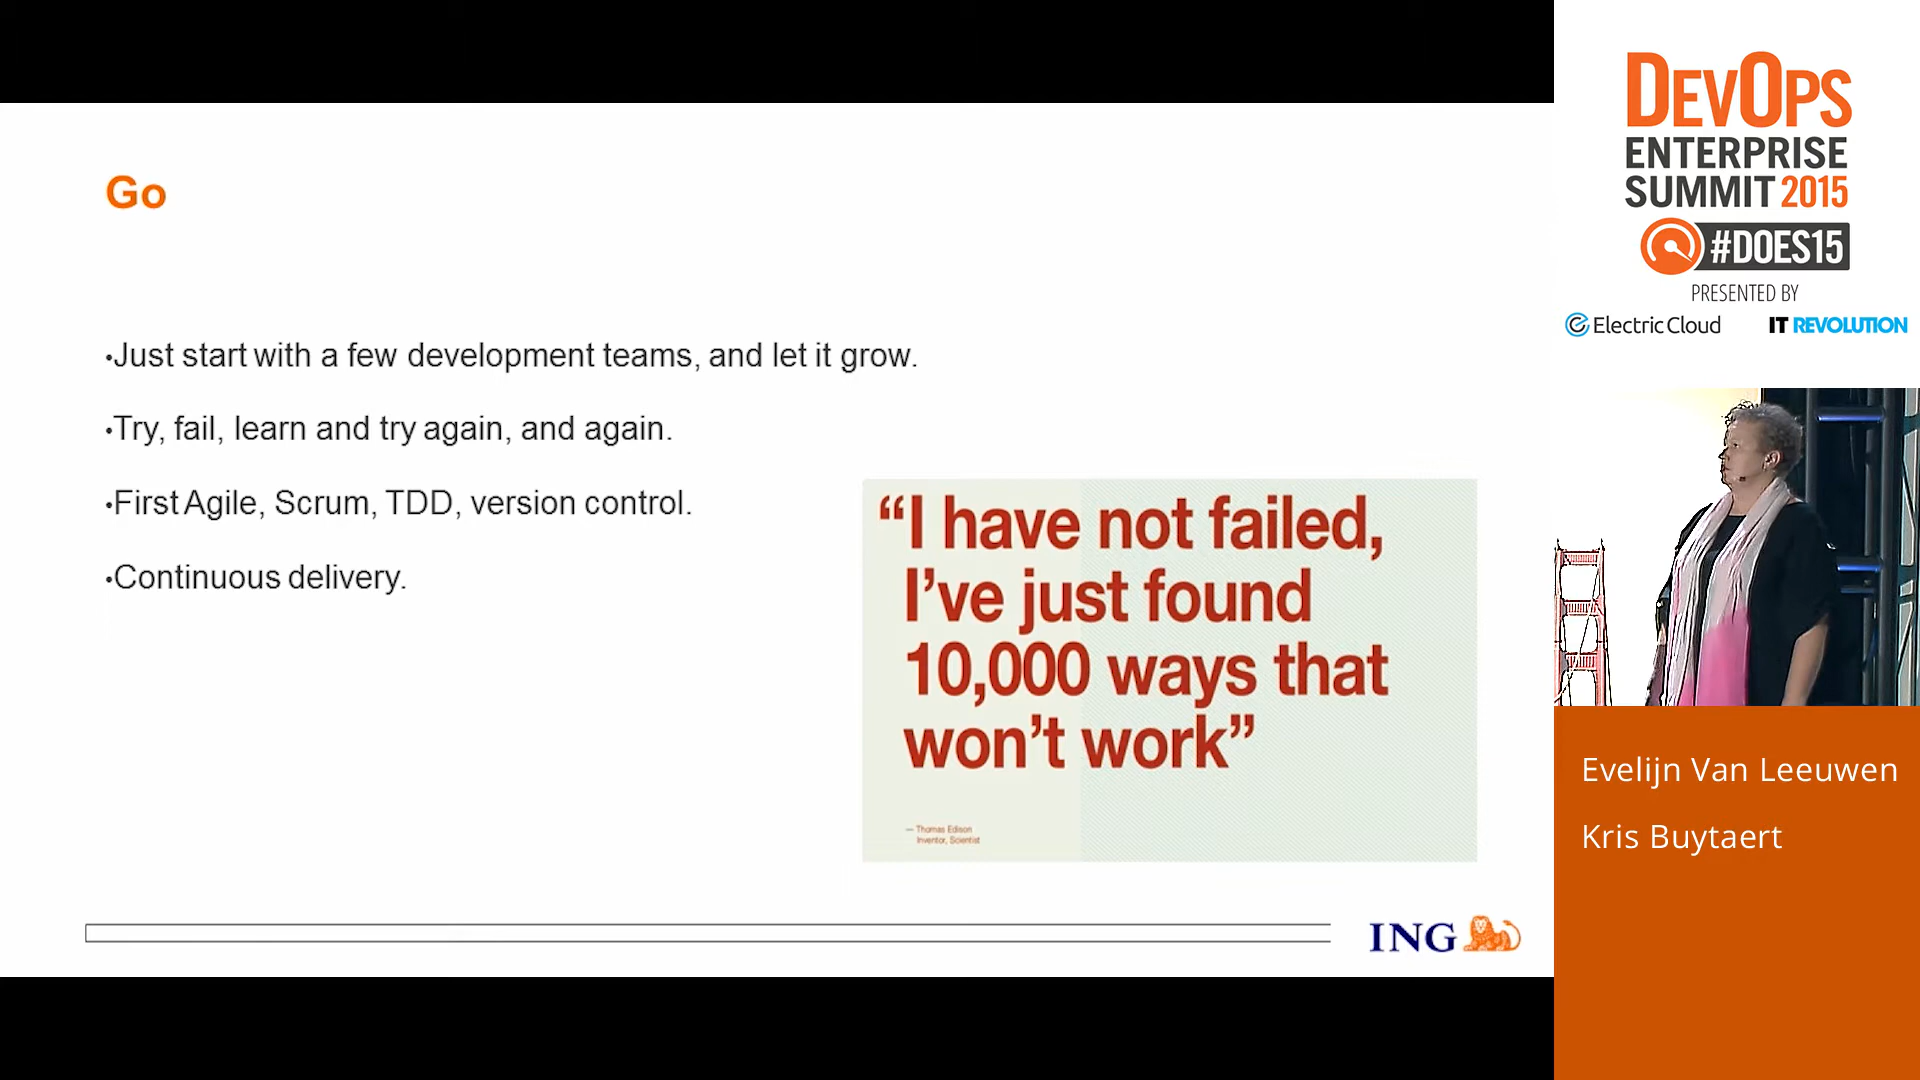 Go
•Just start with a few development teams, and let it grow.
•Try, fail, learn and try again, and again.
•First Agile, Scrum, TDD, version control.
•Continuous delivery.
“I have not failed,
I’ve just found
10,000 ways that
won’t work”
— Thomas Edison
Inventor, Scientist
ING
DEVOPS
ENTERPRISE
SUMMIT 2015
#DOES15
PRESENTED BY
Electric Cloud
IT REVOLUTION
Evelijn Van Leeuwen
Kris Buytaert